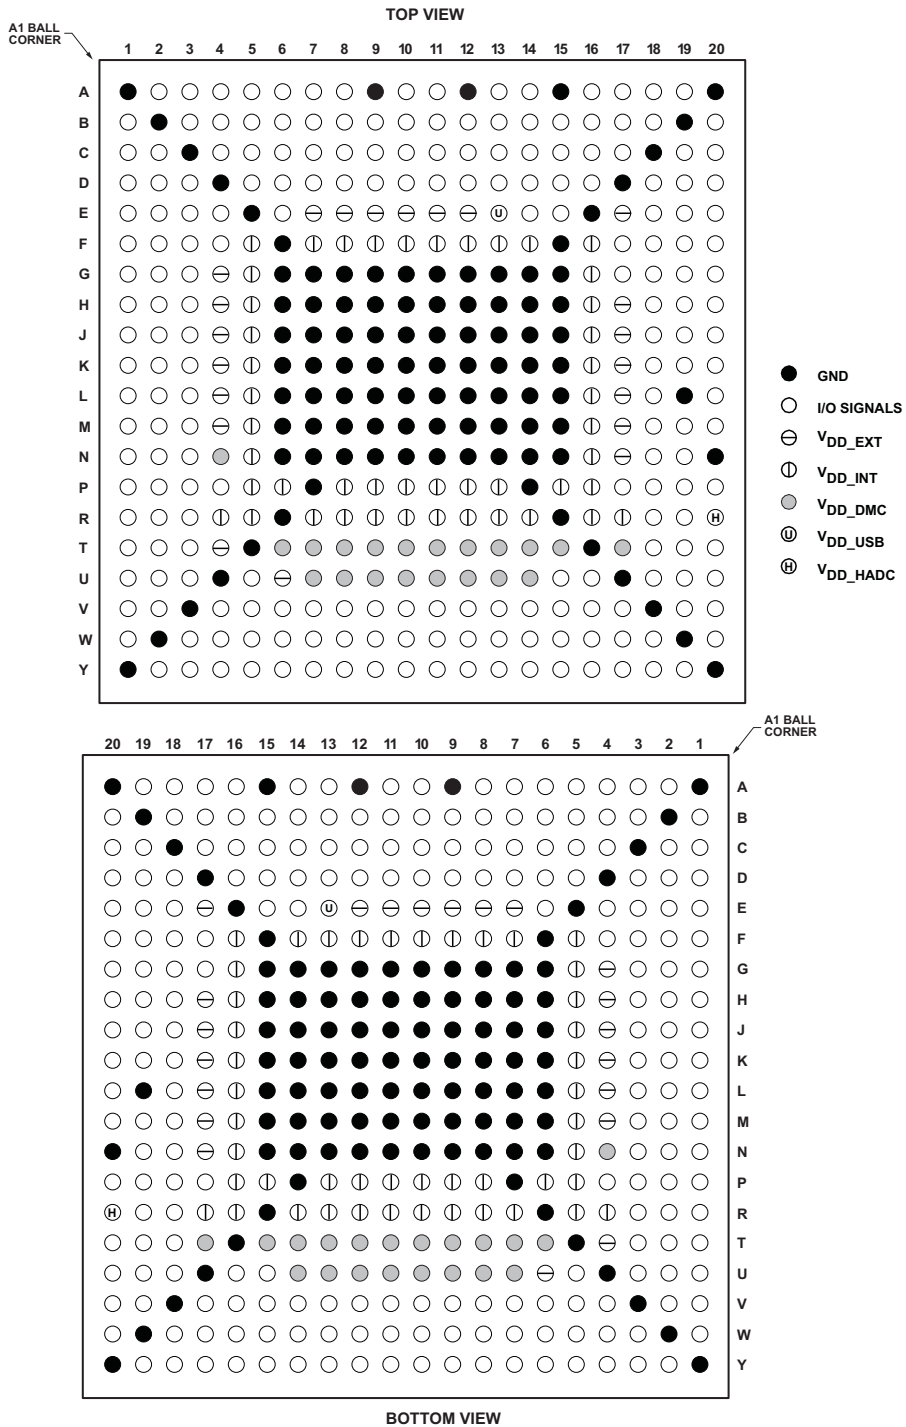 TOP VIEW
A1 BALL
CORNER
1 2 3 4 5 6 7 8 9 10 11 12 13 14 15 16 17 18 19 20
A
B
C
D
E U
F
G
H
J
K
L
M
N
P
R H
T
U
V
W
Y
GND
I/O SIGNALS
VDD_EXT
VDD_INT
VDD_DMC
U VDD_USB
H VDD_HADC
A1 BALL
CORNER
20 19 18 17 16 15 14 13 12 11 10 9 8 7 6 5 4 3 2 1
A
B
C
D
U E
F
G
H
J
K
L
M
N
P
H R
T
U
V
W
Y
BOTTOM VIEW